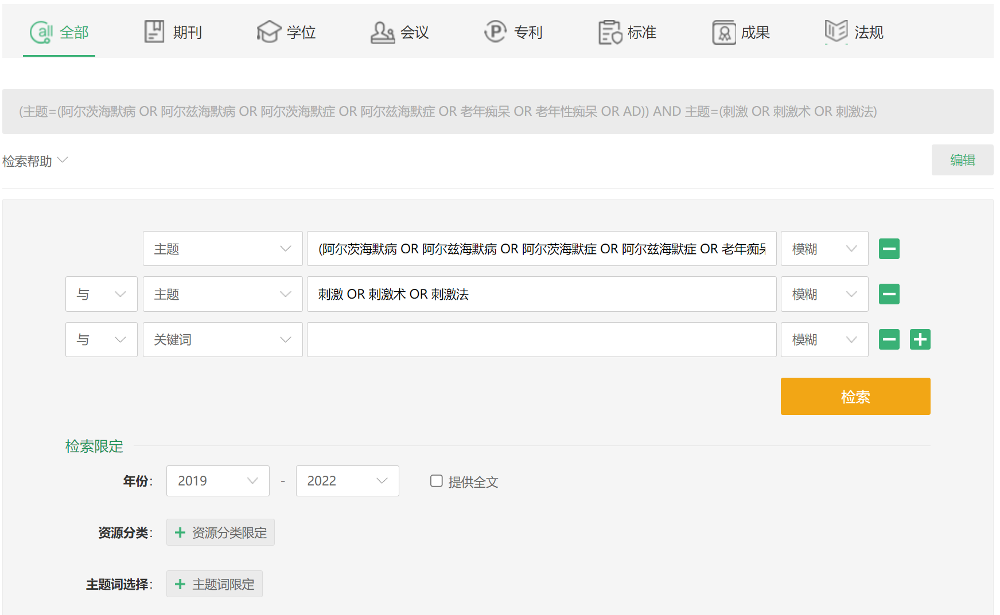 all 全部 期刊 学位 会议 P 专利 标准 成果 法规
(主题=(阿尔茨海默病 OR 阿尔兹海默病 OR 阿尔茨海默症 OR 阿尔兹海默症 OR 老年痴呆 OR 老年性痴呆 OR AD)) AND 主题=(刺激 OR 刺激术 OR 刺激法)
检索帮助 编辑
主题 (阿尔茨海默病 OR 阿尔兹海默病 OR 阿尔茨海默症 OR 阿尔兹海默症 OR 老年痴呆 模糊
与 主题 刺激 OR 刺激术 OR 刺激法 模糊
与 关键词 模糊
检索
检索限定
年份: 2019 - 2022 提供全文
资源分类: + 资源分类限定
主题词选择: + 主题词限定